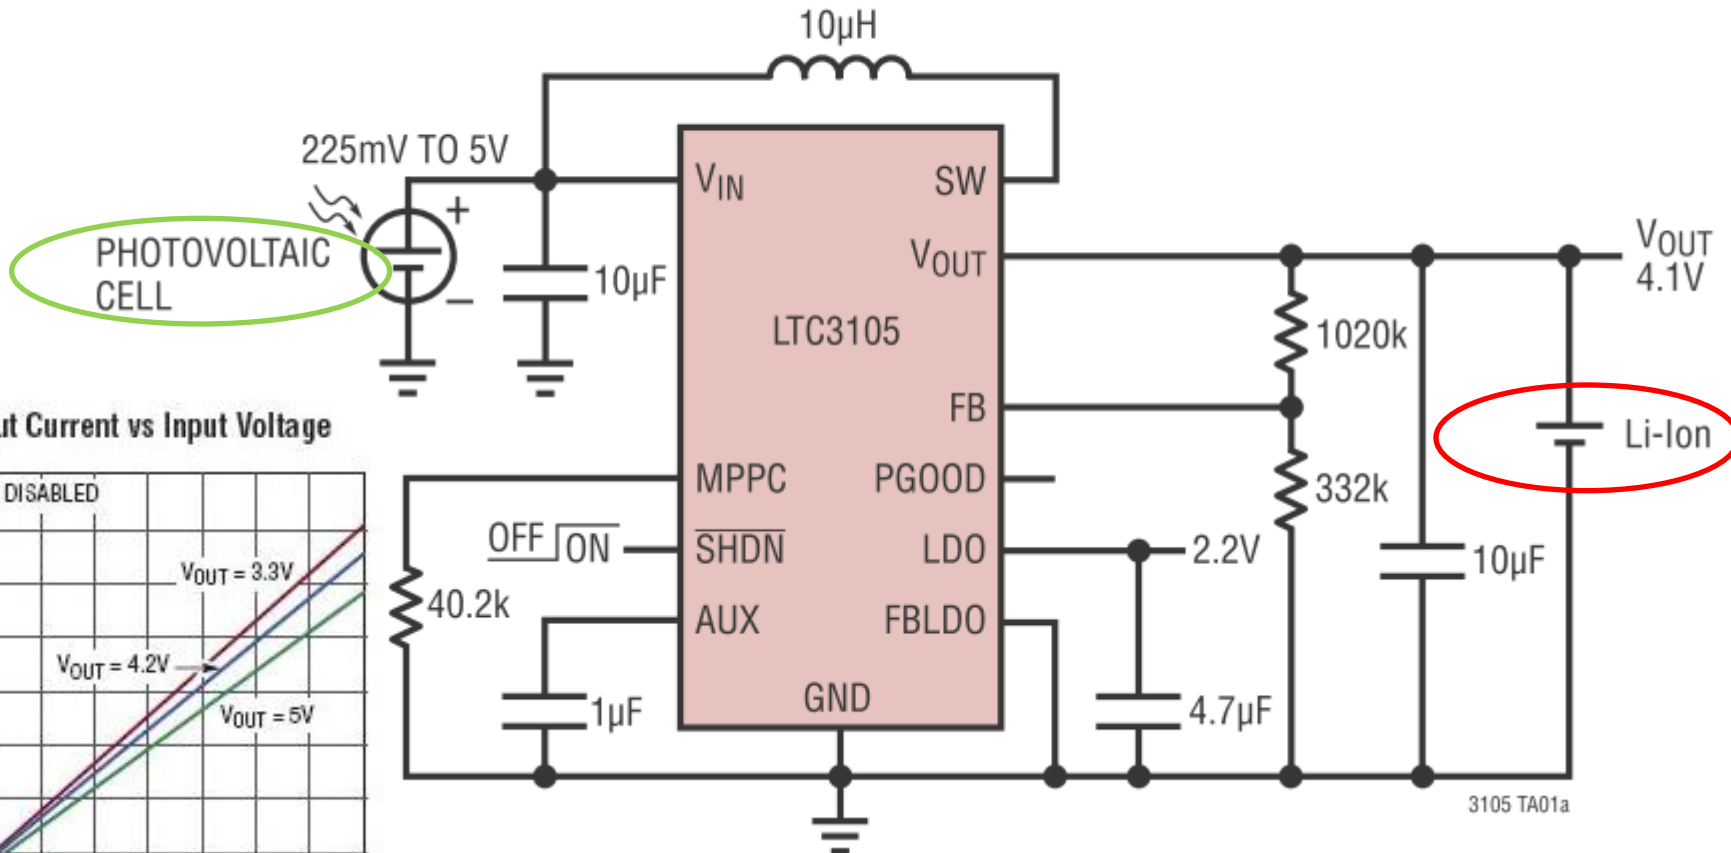 10µH
225mV TO 5V
PHOTOVOLTAIC
CELL
+
−
10µF
VIN
SW
VOUT
LTC3105
FB
MPPC
PGOOD
SHDN
LDO
AUX
FBLDO
GND
OFF ON
40.2k
1µF
2.2V
4.7µF
1020k
332k
10µF
VOUT
4.1V
Li-Ion
3105 TA01a
Current vs Input Voltage
DISABLED
VOUT = 3.3V
VOUT = 4.2V
VOUT = 5V